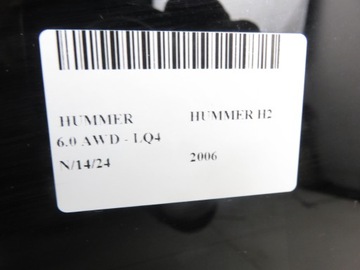 HUMMER HUMMER H2
6.0 AWD - LQ4
N/14/24 2006